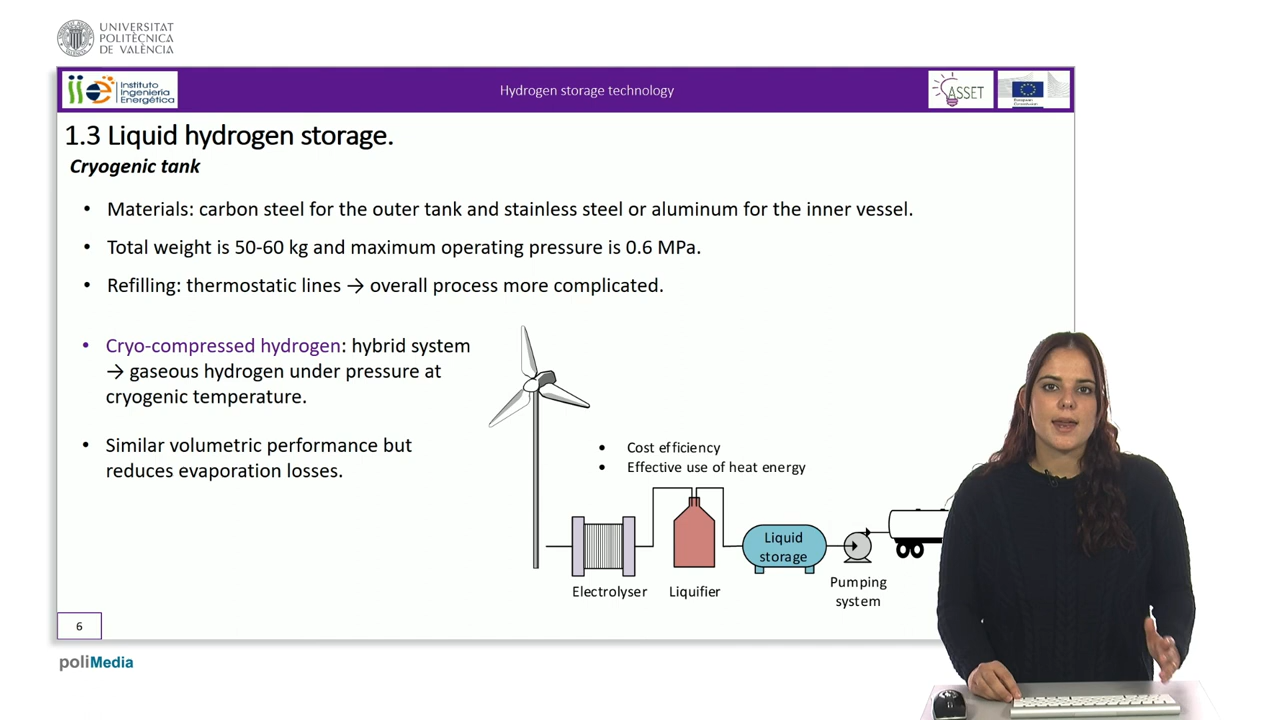 UNIVERSITAT
POLITÈCNICA
DE VALÈNCIA
Instituto
Ingeniería
Energética
Hydrogen storage technology
ASSET
European
Commission
1.3 Liquid hydrogen storage.
Cryogenic tank
• Materials: carbon steel for the outer tank and stainless steel or aluminum for the inner vessel.
• Total weight is 50-60 kg and maximum operating pressure is 0.6 MPa.
• Refilling: thermostatic lines → overall process more complicated.
• Cryo-compressed hydrogen: hybrid system
→ gaseous hydrogen under pressure at
cryogenic temperature.
• Similar volumetric performance but
reduces evaporation losses.
• Cost efficiency
• Effective use of heat energy
Liquid
storage
Electrolyser
Liquifier
Pumping
system
6
poliMedia